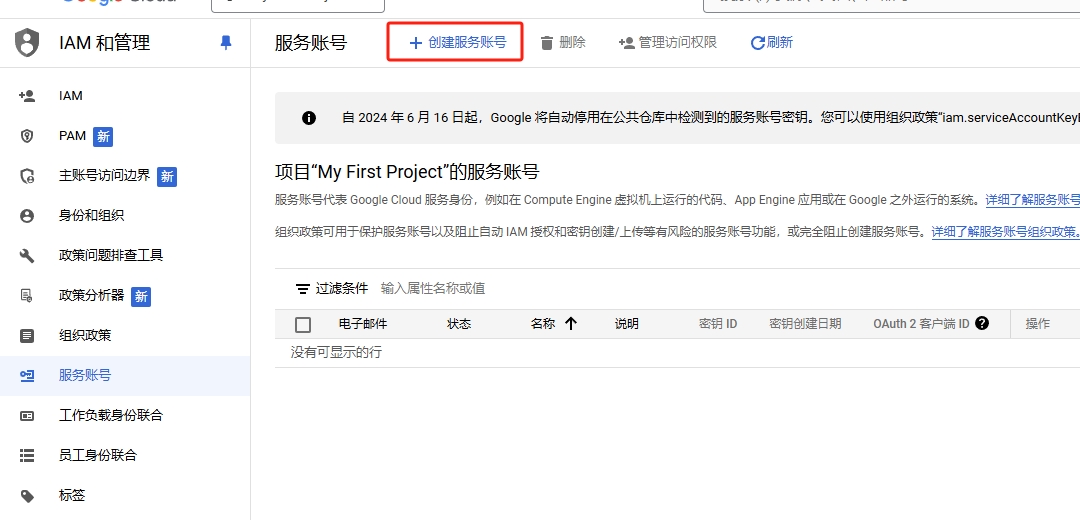 Google Cloud
IAM 和管理
服务账号
创建服务账号
删除
管理访问权限
刷新
IAM
PAM 新
主账号访问边界 新
身份和组织
政策问题排查工具
政策分析器 新
组织政策
服务账号
工作负载身份联合
员工身份联合
标签
自 2024 年 6 月 16 日起，Google 将自动停用在公共仓库中检测到的服务账号密钥。您可以使用组织政策“iam.serviceAccountKeyE
项目“My First Project”的服务账号
服务账号代表 Google Cloud 服务身份，例如在 Compute Engine 虚拟机上运行的代码、App Engine 应用或在 Google 之外运行的系统。详细了解服务账号
组织政策可用于保护服务账号以及阻止自动 IAM 授权和密钥创建/上传等有风险的服务账号功能，或完全阻止创建服务账号。详细了解服务账号组织政策。
过滤条件 输入属性名称或值
电子邮件 状态 名称 说明 密钥 ID 密钥创建日期 OAuth 2 客户端 ID 操作
没有可显示的行